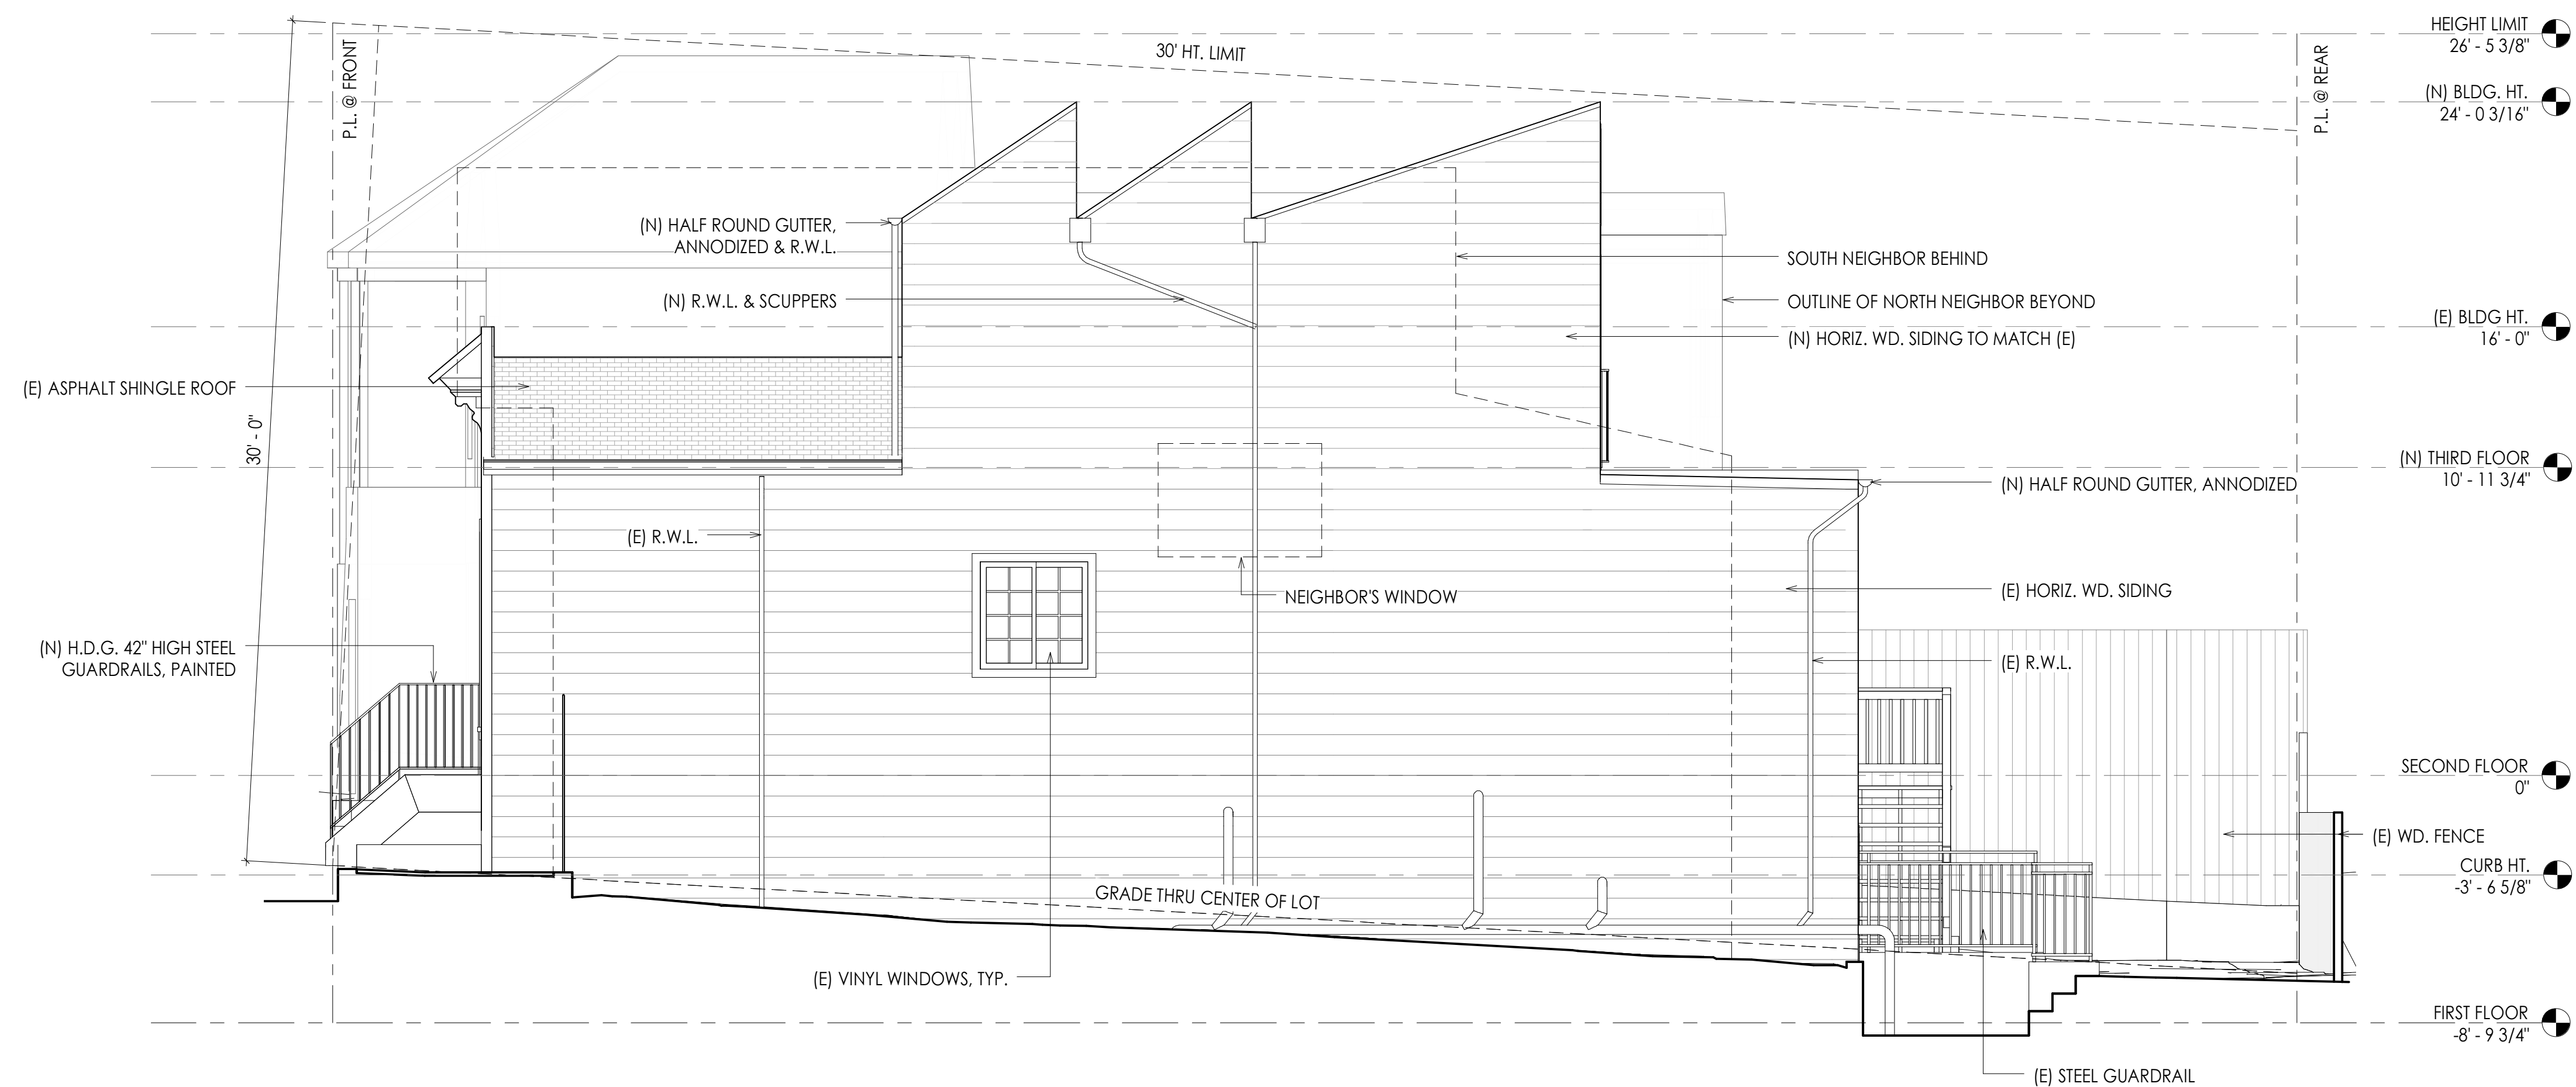 HEIGHT LIMIT
26' - 5 3/8"
30' HT. LIMIT
P.L. @ FRONT
P.L. @ REAR
(N) BLDG. HT.
24' - 0 3/16"
(N) HALF ROUND GUTTER,
ANNODIZED & R.W.L.
SOUTH NEIGHBOR BEHIND
(N) R.W.L. & SCUPPERS
OUTLINE OF NORTH NEIGHBOR BEYOND
(E) BLDG HT.
16' - 0"
(N) HORIZ. WD. SIDING TO MATCH (E)
(E) ASPHALT SHINGLE ROOF
30' - 0"
(N) THIRD FLOOR
10' - 11 3/4"
(N) HALF ROUND GUTTER, ANNODIZED
(E) R.W.L.
NEIGHBOR'S WINDOW
(E) HORIZ. WD. SIDING
(N) H.D.G. 42" HIGH STEEL
GUARDRAILS, PAINTED
(E) R.W.L.
SECOND FLOOR
0"
(E) WD. FENCE
CURB HT.
-3' - 6 5/8"
GRADE THRU CENTER OF LOT
(E) VINYL WINDOWS, TYP.
FIRST FLOOR
-8' - 9 3/4"
(E) STEEL GUARDRAIL